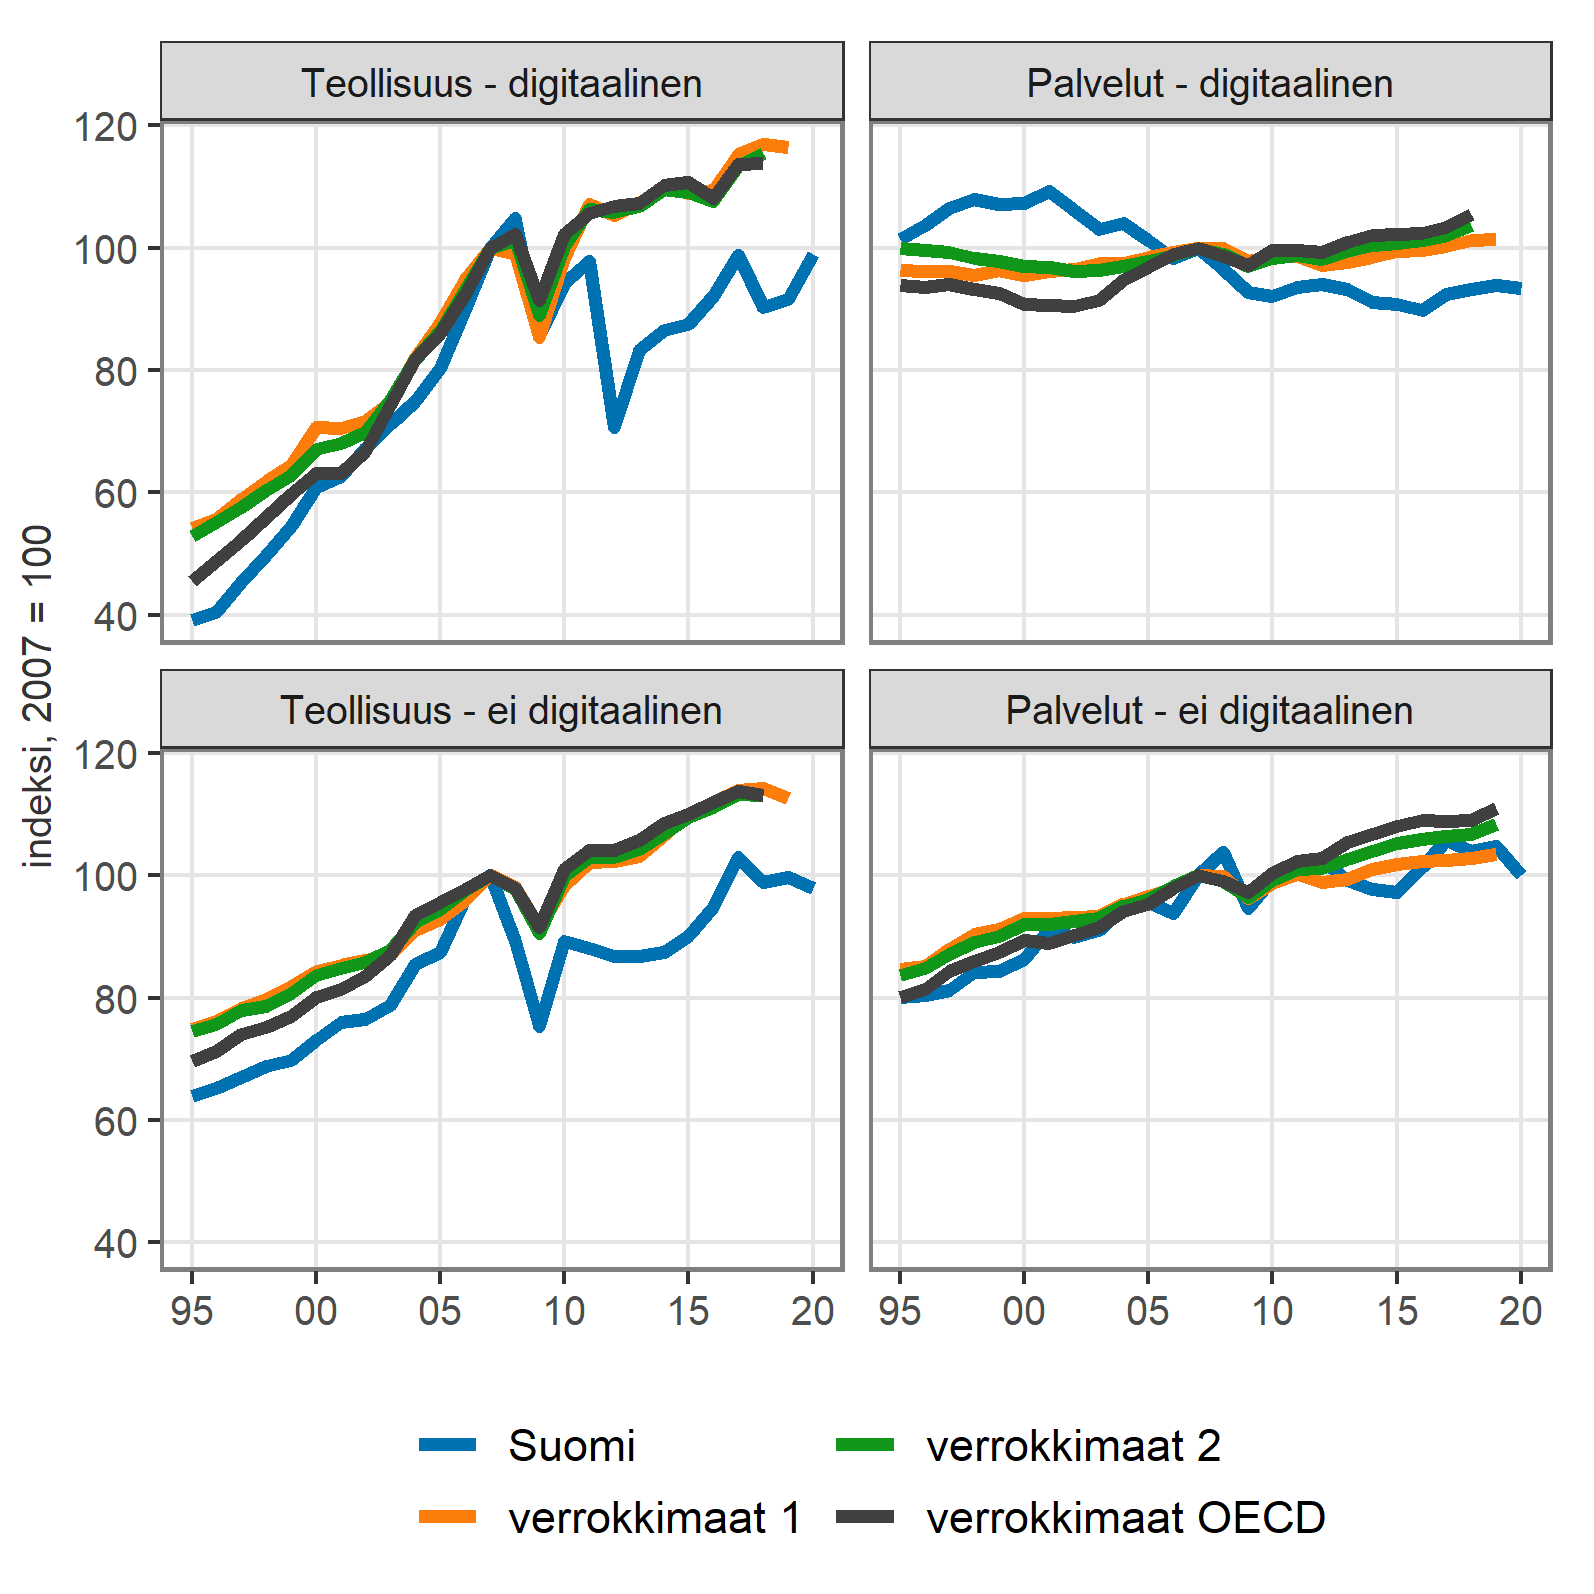 Teollisuus - digitaalinen
Palvelut - digitaalinen
120
100
80
60
40
indeksi, 2007 = 100
Teollisuus - ei digitaalinen
Palvelut - ei digitaalinen
120
100
80
60
40
95 00 05 10 15 20
95 00 05 10 15 20
Suomi
verrokkimaat 2
verrokkimaat 1
verrokkimaat OECD